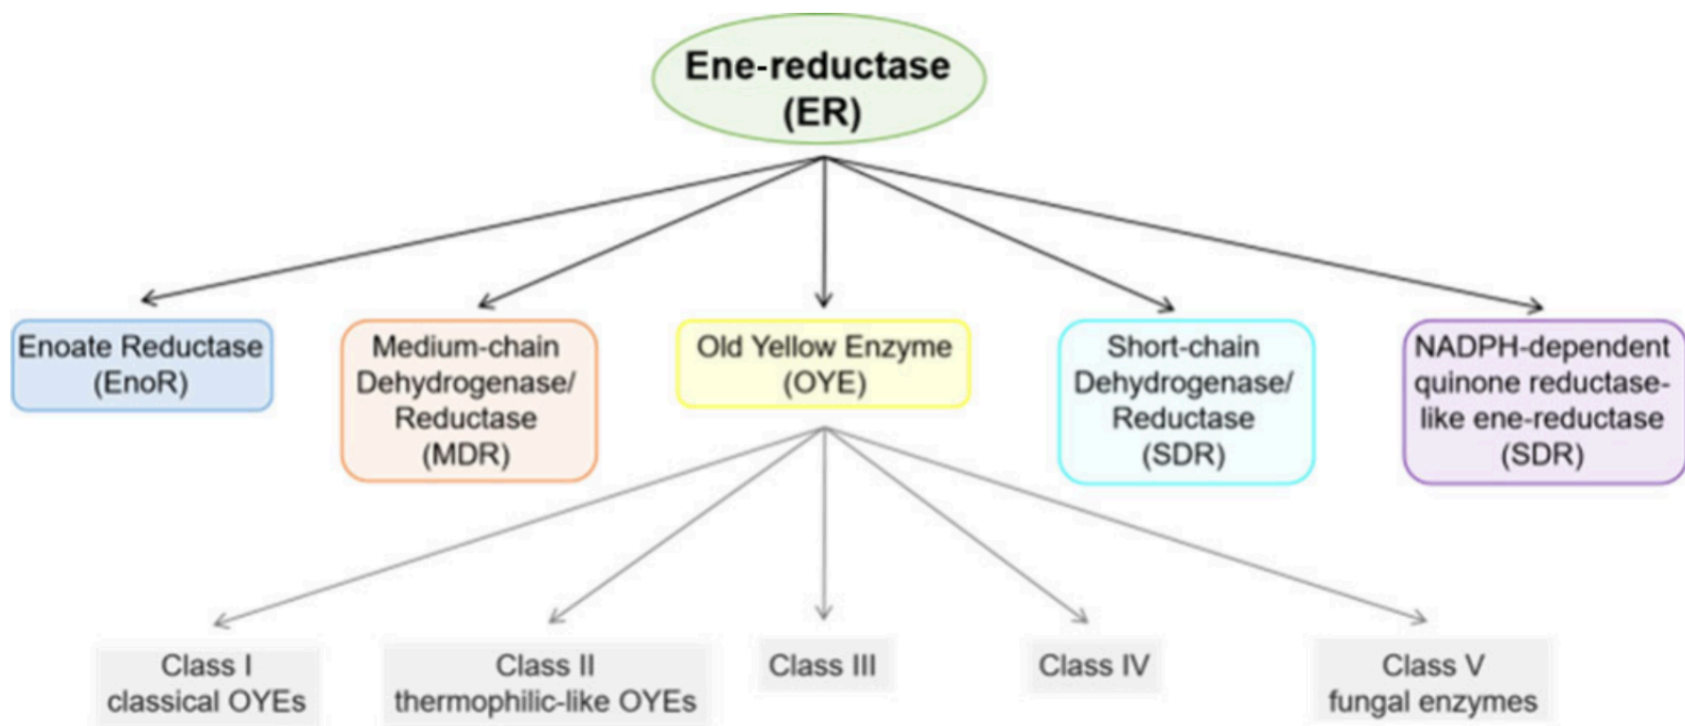 Ene-reductase
(ER)
Enoate Reductase
(EnoR)
Medium-chain
Dehydrogenase/
Reductase
(MDR)
Old Yellow Enzyme
(OYE)
Short-chain
Dehydrogenase/
Reductase
(SDR)
NADPH-dependent
quinone reductase-
like ene-reductase
(SDR)
Class I
classical OYEs
Class II
thermophilic-like OYEs
Class III
Class IV
Class V
fungal enzymes